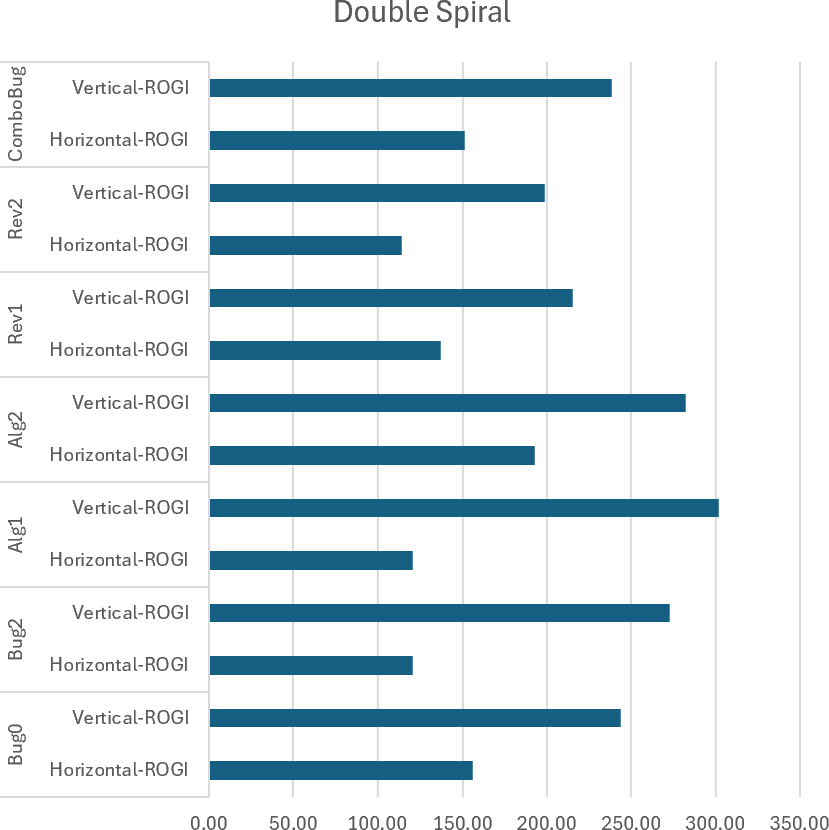 Double Spiral
ComboBug
Vertical-ROGI
Horizontal-ROGI
Rev2
Vertical-ROGI
Horizontal-ROGI
Rev1
Vertical-ROGI
Horizontal-ROGI
Alg2
Vertical-ROGI
Horizontal-ROGI
Alg1
Vertical-ROGI
Horizontal-ROGI
Bug2
Vertical-ROGI
Horizontal-ROGI
Bug0
Vertical-ROGI
Horizontal-ROGI
0.00 50.00 100.00 150.00 200.00 250.00 300.00 350.00